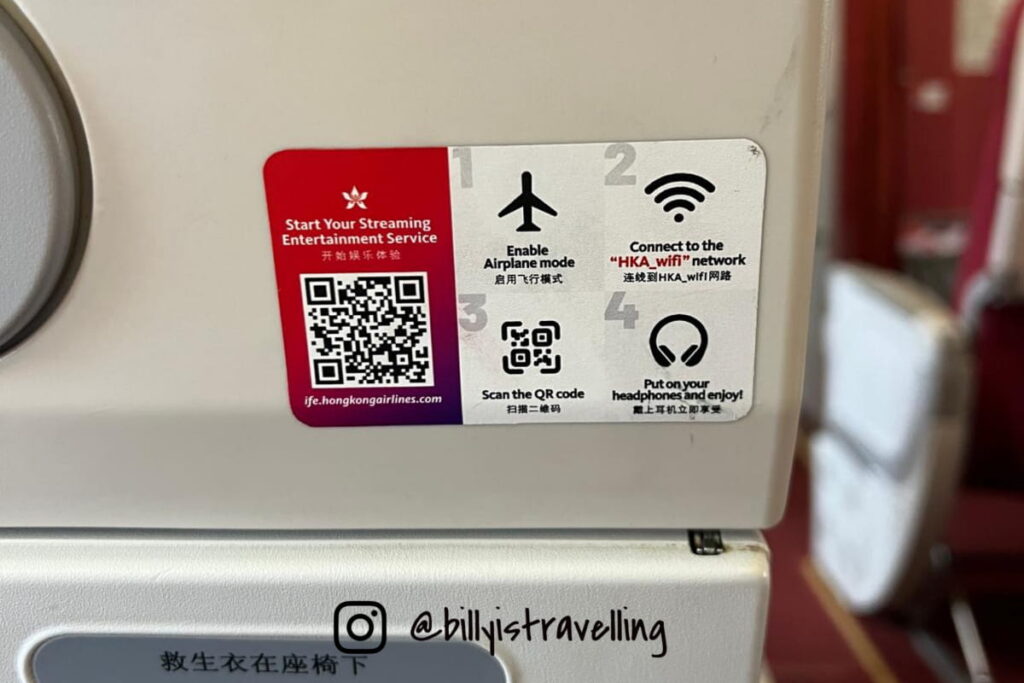 Start Your Streaming
Entertainment Service
开始娱乐体验
ife.hongkongairlines.com
1
Enable
Airplane mode
启用飞行模式
2
Connect to the
“HKA_wifi” network
连线到HKA_wifi网路
3
Scan the QR code
扫描二维码
4
Put on your
headphones and enjoy!
戴上耳机立即享受
@billyistravelling
救生衣在座椅下